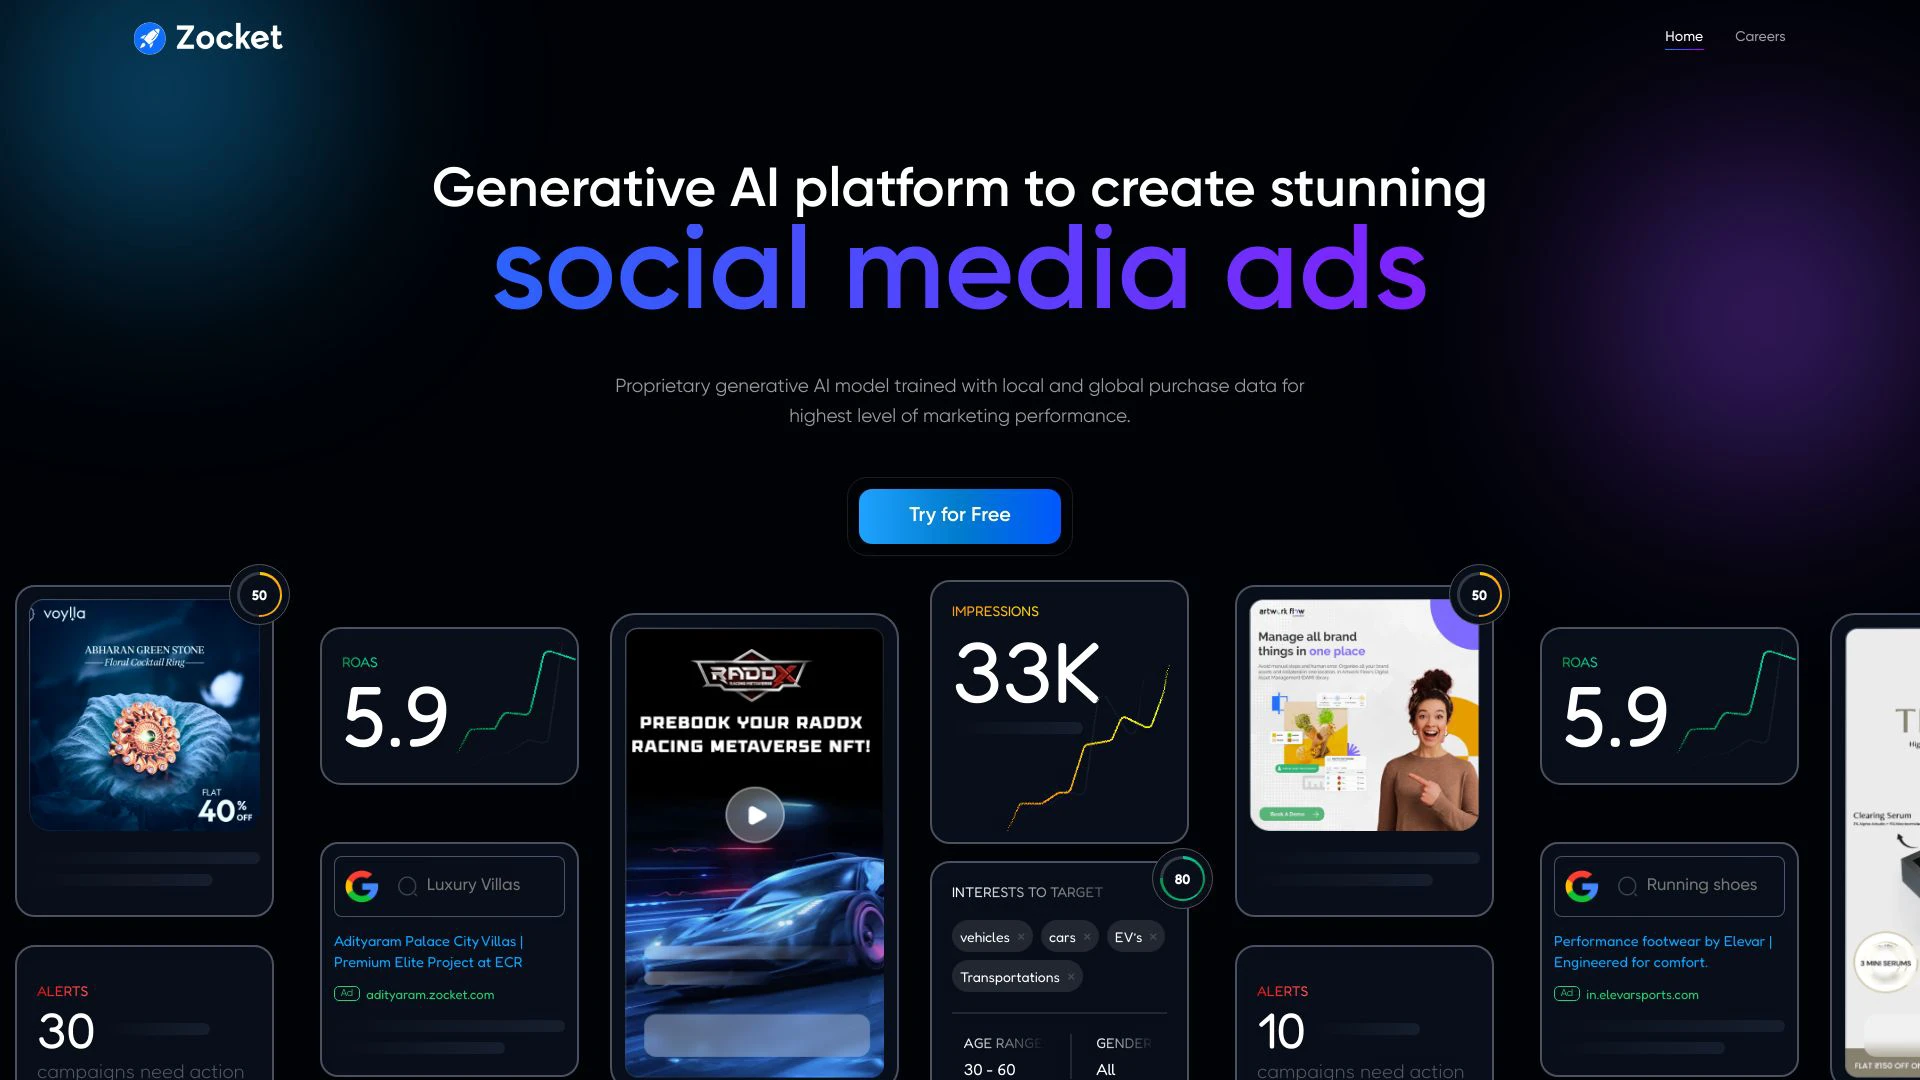 Zocket
Home
Careers
Generative AI platform to create stunning
social media ads
Proprietary generative AI model trained with local and global purchase data for
highest level of marketing performance.
Try for Free
50
voylla
ABHARAN GREEN STONE
Floral Cocktail Ring
FLAT
40% OFF
ALERTS
30
campaigns need action
ROAS
5.9
Luxury Villas
Adityaram Palace City Villas |
Premium Elite Project at ECR
Ad
adityaram.zocket.com
RADDX
RACING METAVERSE
PREBOOK YOUR RADDX
RACING METAVERSE NFT!
IMPRESSIONS
33K
80
INTERESTS TO TARGET
vehicles ×
cars ×
EV's ×
Transportations ×
AGE RANGE
30 - 60
GENDER
All
50
artwork flow
Manage all brand
things in one place
Book A Demo
ALERTS
10
campaigns need action
ROAS
5.9
Running shoes
Performance footwear by Elevar |
Engineered for comfort.
Ad
in.elevarsports.com
Clearing Serum
3 MINI SERUMS